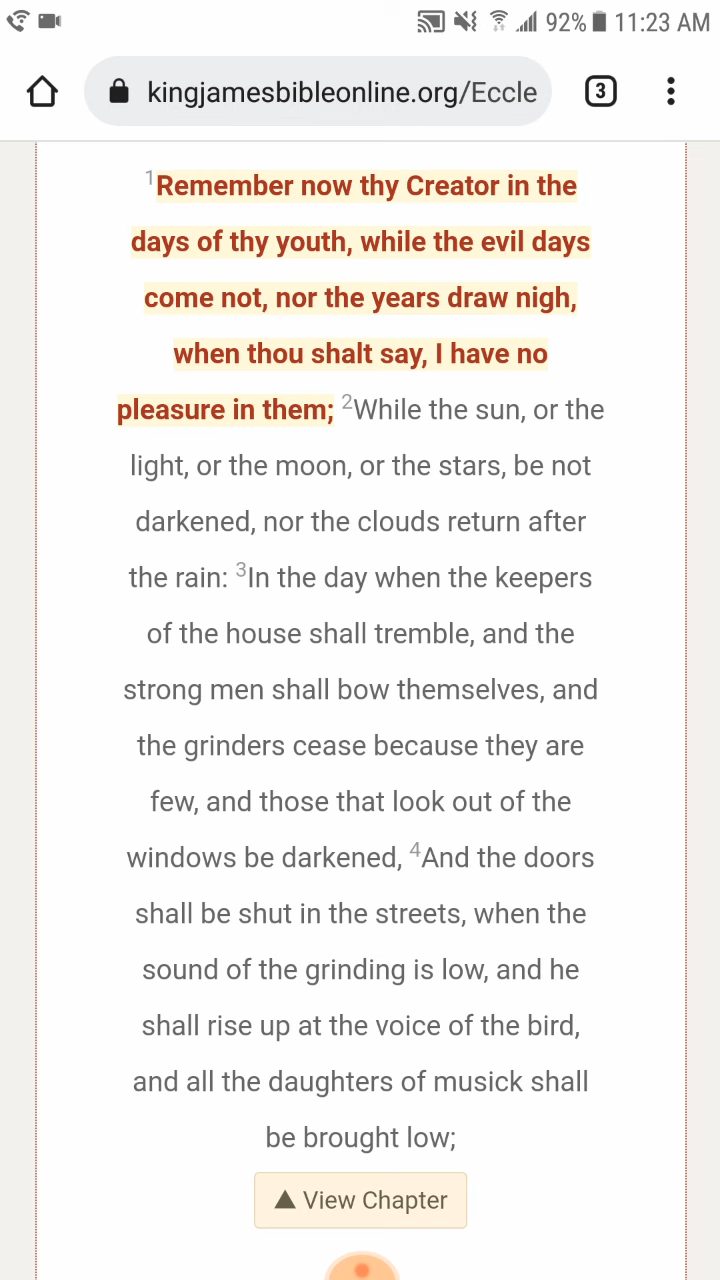 92% 11:23 AM
kingjamesbibleonline.org/Eccle 3
1Remember now thy Creator in the
days of thy youth, while the evil days
come not, nor the years draw nigh,
when thou shalt say, I have no
pleasure in them; 2While the sun, or the
light, or the moon, or the stars, be not
darkened, nor the clouds return after
the rain: 3In the day when the keepers
of the house shall tremble, and the
strong men shall bow themselves, and
the grinders cease because they are
few, and those that look out of the
windows be darkened, 4And the doors
shall be shut in the streets, when the
sound of the grinding is low, and he
shall rise up at the voice of the bird,
and all the daughters of musick shall
be brought low;
▲ View Chapter